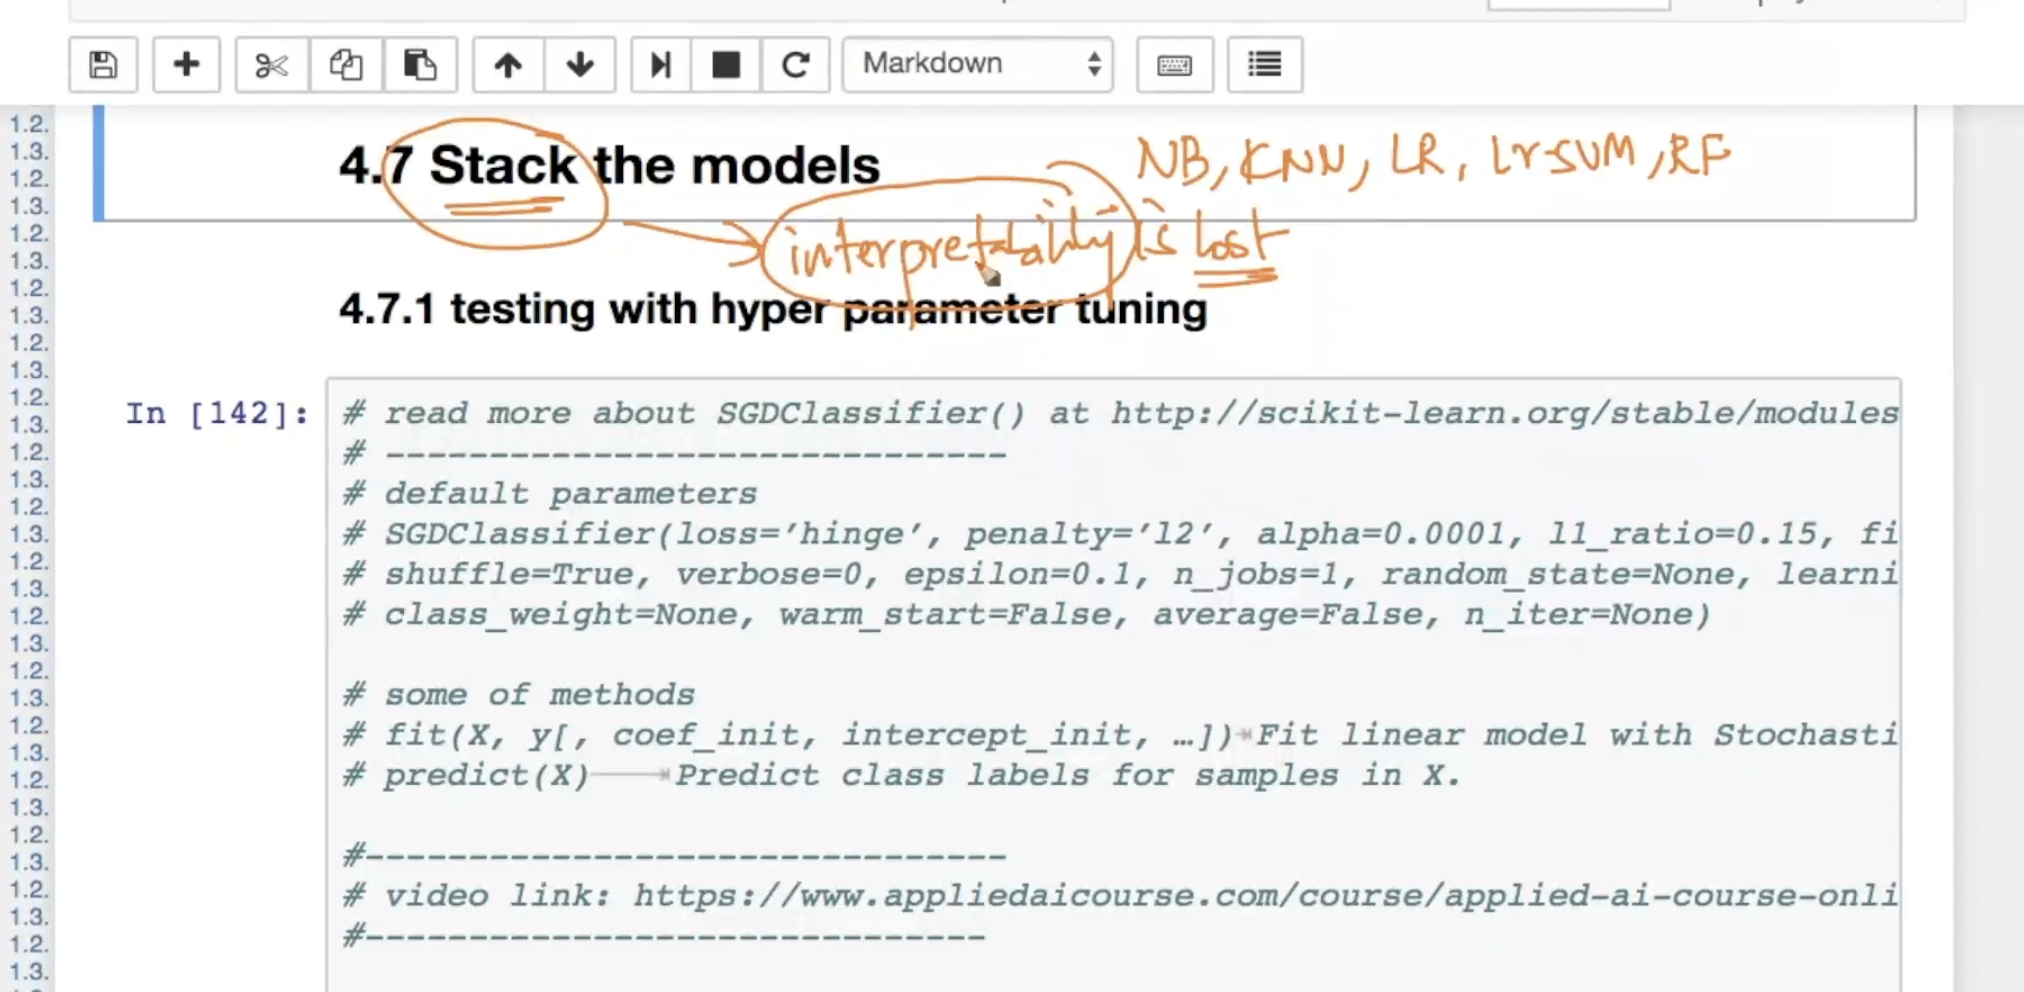 Markdown
4.7 Stack the models
NB, KNN, LR, Lr-SVM, RF
interpretability is lost
4.7.1 testing with hyper parameter tuning
In [142]:
# read more about SGDClassifier() at http://scikit-learn.org/stable/modules
# ------------------------------
# default parameters
# SGDClassifier(loss='hinge', penalty='l2', alpha=0.0001, l1_ratio=0.15, fi
# shuffle=True, verbose=0, epsilon=0.1, n_jobs=1, random_state=None, learni
# class_weight=None, warm_start=False, average=False, n_iter=None)
# some of methods
# fit(X, y[, coef_init, intercept_init, …]) Fit linear model with Stochasti
# predict(X) Predict class labels for samples in X.
#-------------------------------
# video link: https://www.appliedaicourse.com/course/applied-ai-course-onli
#------------------------------
1.2.
1.3.
1.2.
1.3.
1.2.
1.3.
1.2.
1.3.
1.2.
1.3.
1.2.
1.3.
1.2.
1.3.
1.2.
1.3.
1.2.
1.3.
1.2.
1.3.
1.2.
1.3.
1.2.
1.3.
1.2.
1.3.
1.2.
1.3.
1.2.
1.3.
1.2.
1.3.